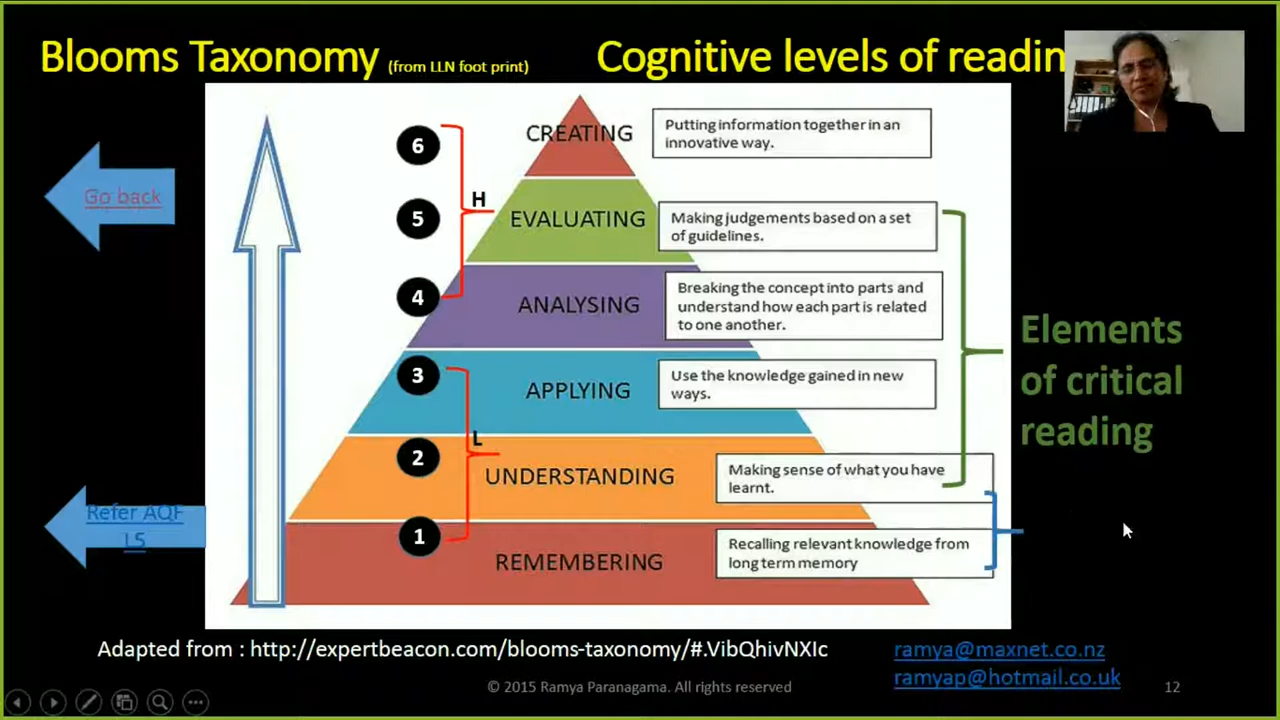 Blooms Taxonomy (from LLN foot print)
Cognitive levels of readin
Go back
Refer AQF
L5
6
5
4
3
2
1
H
L
CREATING
Putting information together in an
innovative way.
EVALUATING
Making judgements based on a set
of guidelines.
ANALYSING
Breaking the concept into parts and
understand how each part is related
to one another.
APPLYING
Use the knowledge gained in new
ways.
UNDERSTANDING
Making sense of what you have
learnt.
REMEMBERING
Recalling relevant knowledge from
long term memory
Elements
of critical
reading
Adapted from : http://expertbeacon.com/blooms-taxonomy/#.VibQhivNXIc
ramya@maxnet.co.nz
ramyap@hotmail.co.uk
© 2015 Ramya Paranagama. All rights reserved
12